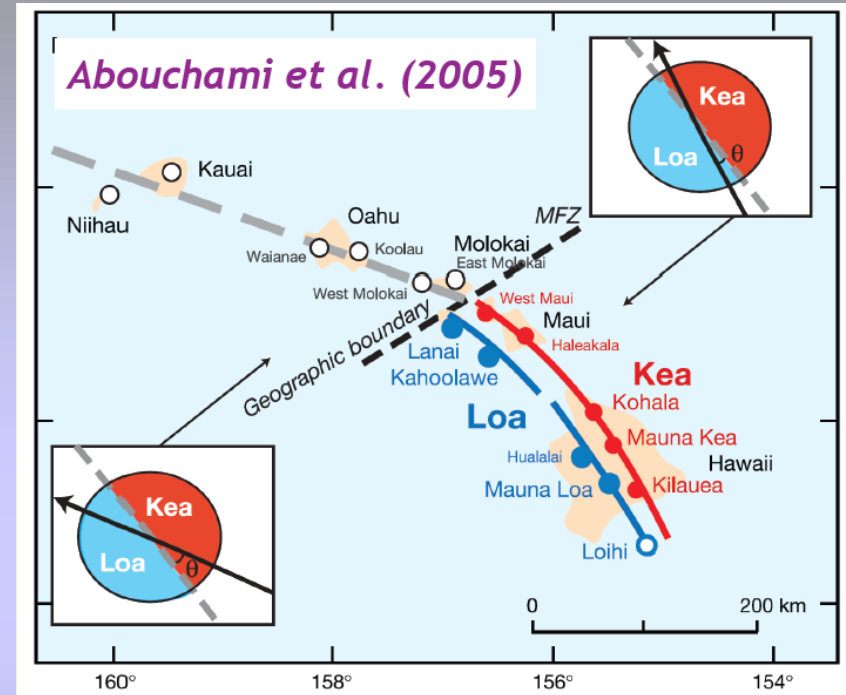 Abouchami et al. (2005)
Kea
Loa
θ
Kauai
Niihau
Oahu
Waianae
Koolau
MFZ
Molokai
East Molokai
West Molokai
Geographic boundary
West Maui
Maui
Haleakala
Lanai
Kahoolawe
Kea
Loa
Kohala
Mauna Kea
Hualalai
Hawaii
Mauna Loa
Kilauea
Loihi
Kea
Loa
θ
0 200 km
160° 158° 156° 154°